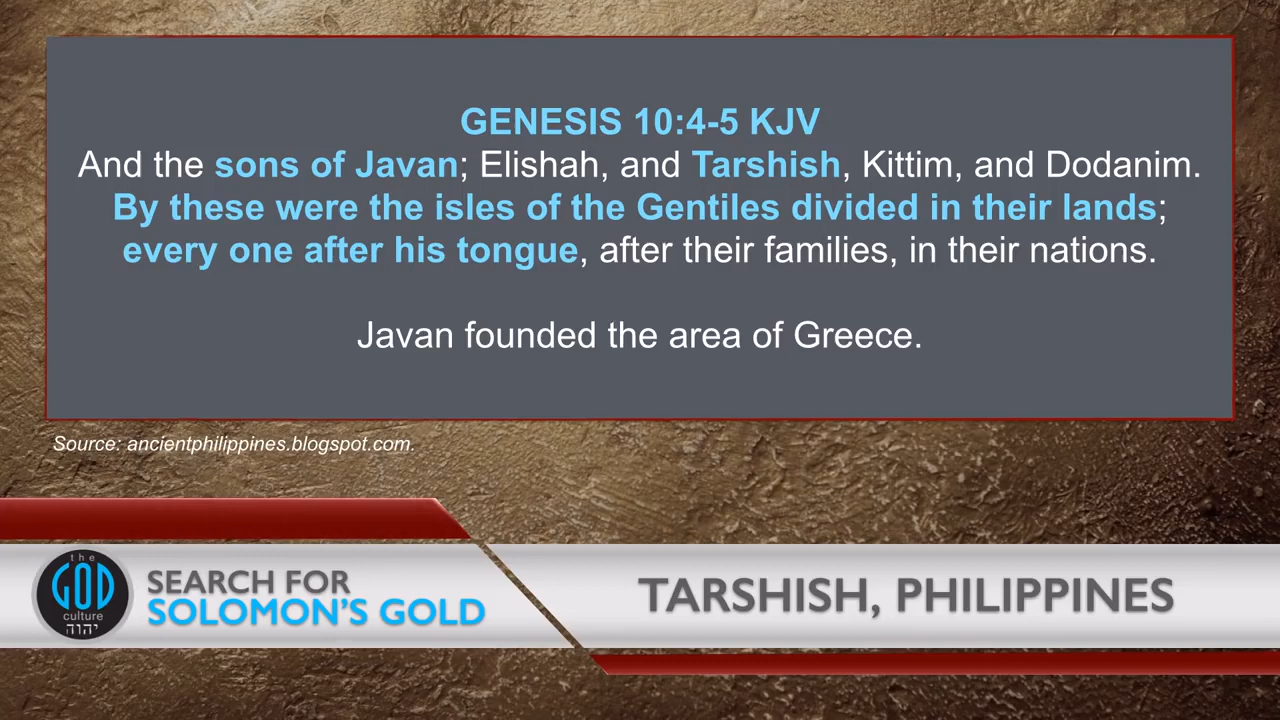 GENESIS 10:4-5 KJV
And the sons of Javan; Elishah, and Tarshish, Kittim, and Dodanim.
By these were the isles of the Gentiles divided in their lands;
every one after his tongue, after their families, in their nations.
Javan founded the area of Greece.
Source: ancientphilippines.blogspot.com.
the
GOD
culture
יהוה
SEARCH FOR
SOLOMON'S GOLD
TARSHISH, PHILIPPINES